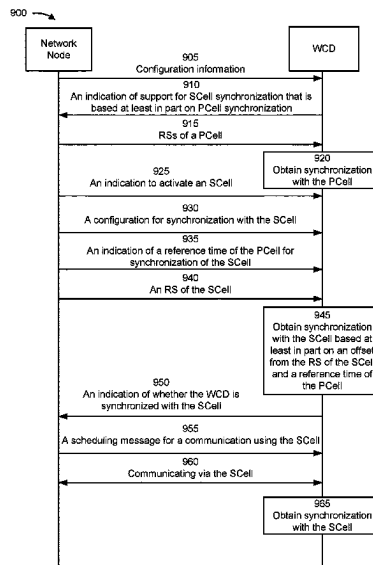 900
Network
Node
WCD
905
Configuration information
910
An indication of support for SCell synchronization that is
based at least in part on PCell synchronization
915
RSs of a PCell
920
Obtain synchronization
with the PCell
925
An indication to activate an SCell
930
A configuration for synchronization with the SCell
935
An indication of a reference time of the PCell for
synchronization of the SCell
940
An RS of the SCell
945
Obtain synchronization
with the SCell based at
least in part on an offset
from the RS of the SCell
and a reference time of
the PCell
950
An indication of whether the WCD is
synchronized with the SCell
955
A scheduling message for a communication using the SCell
960
Communicating via the SCell
965
Obtain synchronization
with the SCell